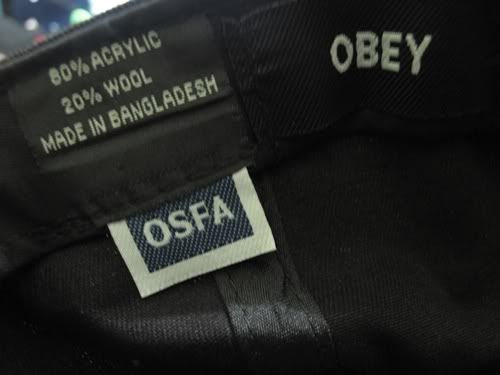 80% ACRYLIC
20% WOOL
MADE IN BANGLADESH
OBEY
OSFA